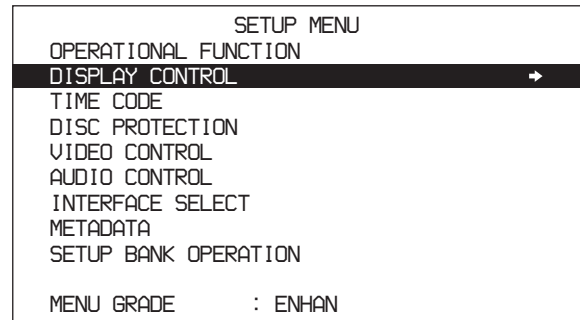 SETUP MENU
OPERATIONAL FUNCTION
DISPLAY CONTROL
TIME CODE
DISC PROTECTION
VIDEO CONTROL
AUDIO CONTROL
INTERFACE SELECT
METADATA
SETUP BANK OPERATION
MENU GRADE : ENHAN